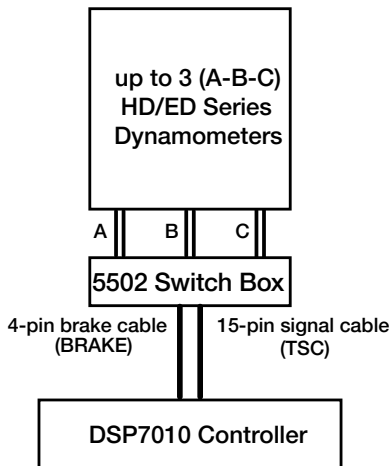 up to 3 (A-B-C)
HD/ED Series
Dynamometers
A B C
5502 Switch Box
4-pin brake cable
(BRAKE)
15-pin signal cable
(TSC)
DSP7010 Controller